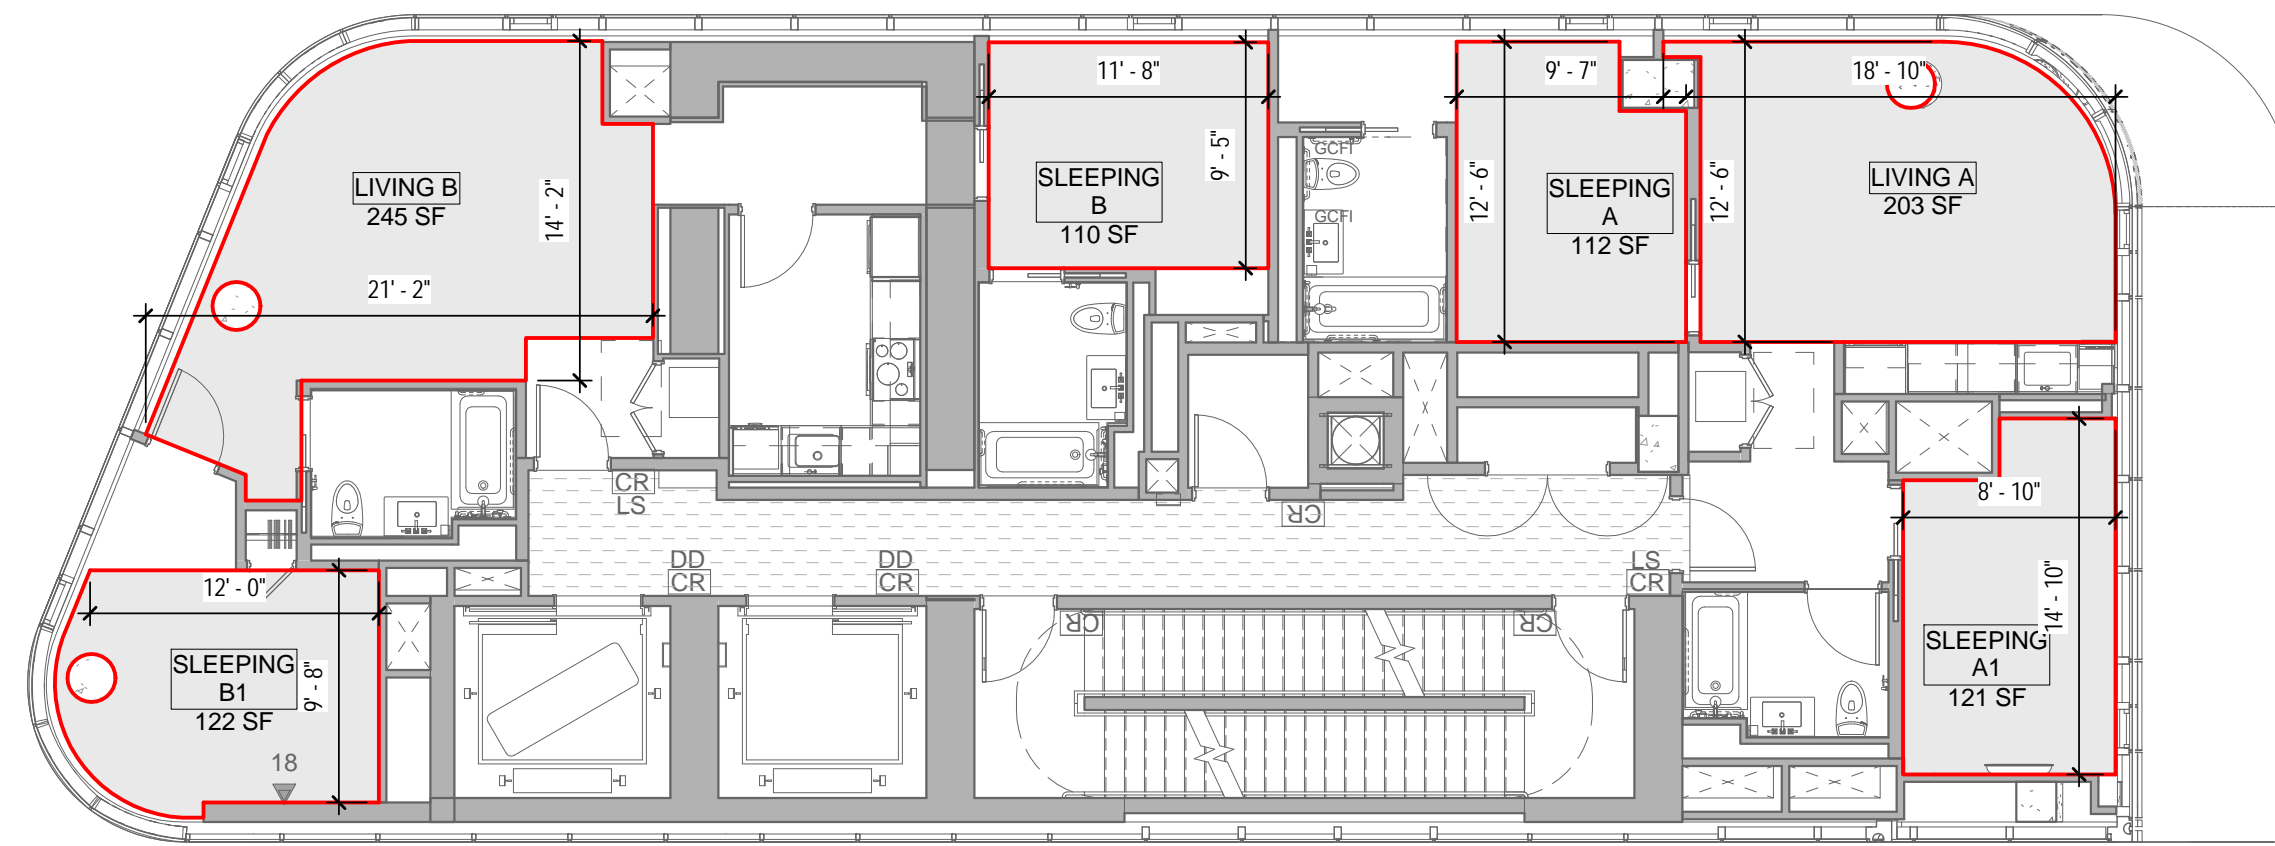 LIVING B
245 SF
14' - 2"
21' - 2"
11' - 8"
9' - 5"
SLEEPING
B
110 SF
GCFI
GCFI
9' - 7"
12' - 6"
SLEEPING
A
112 SF
18' - 10"
12' - 6"
LIVING A
203 SF
CR
LS
DD
CR
DD
CR
CR
LS
CR
CR
CR
8' - 10"
14' - 10"
SLEEPING
A1
121 SF
12' - 0"
9' - 8"
SLEEPING
B1
122 SF
18